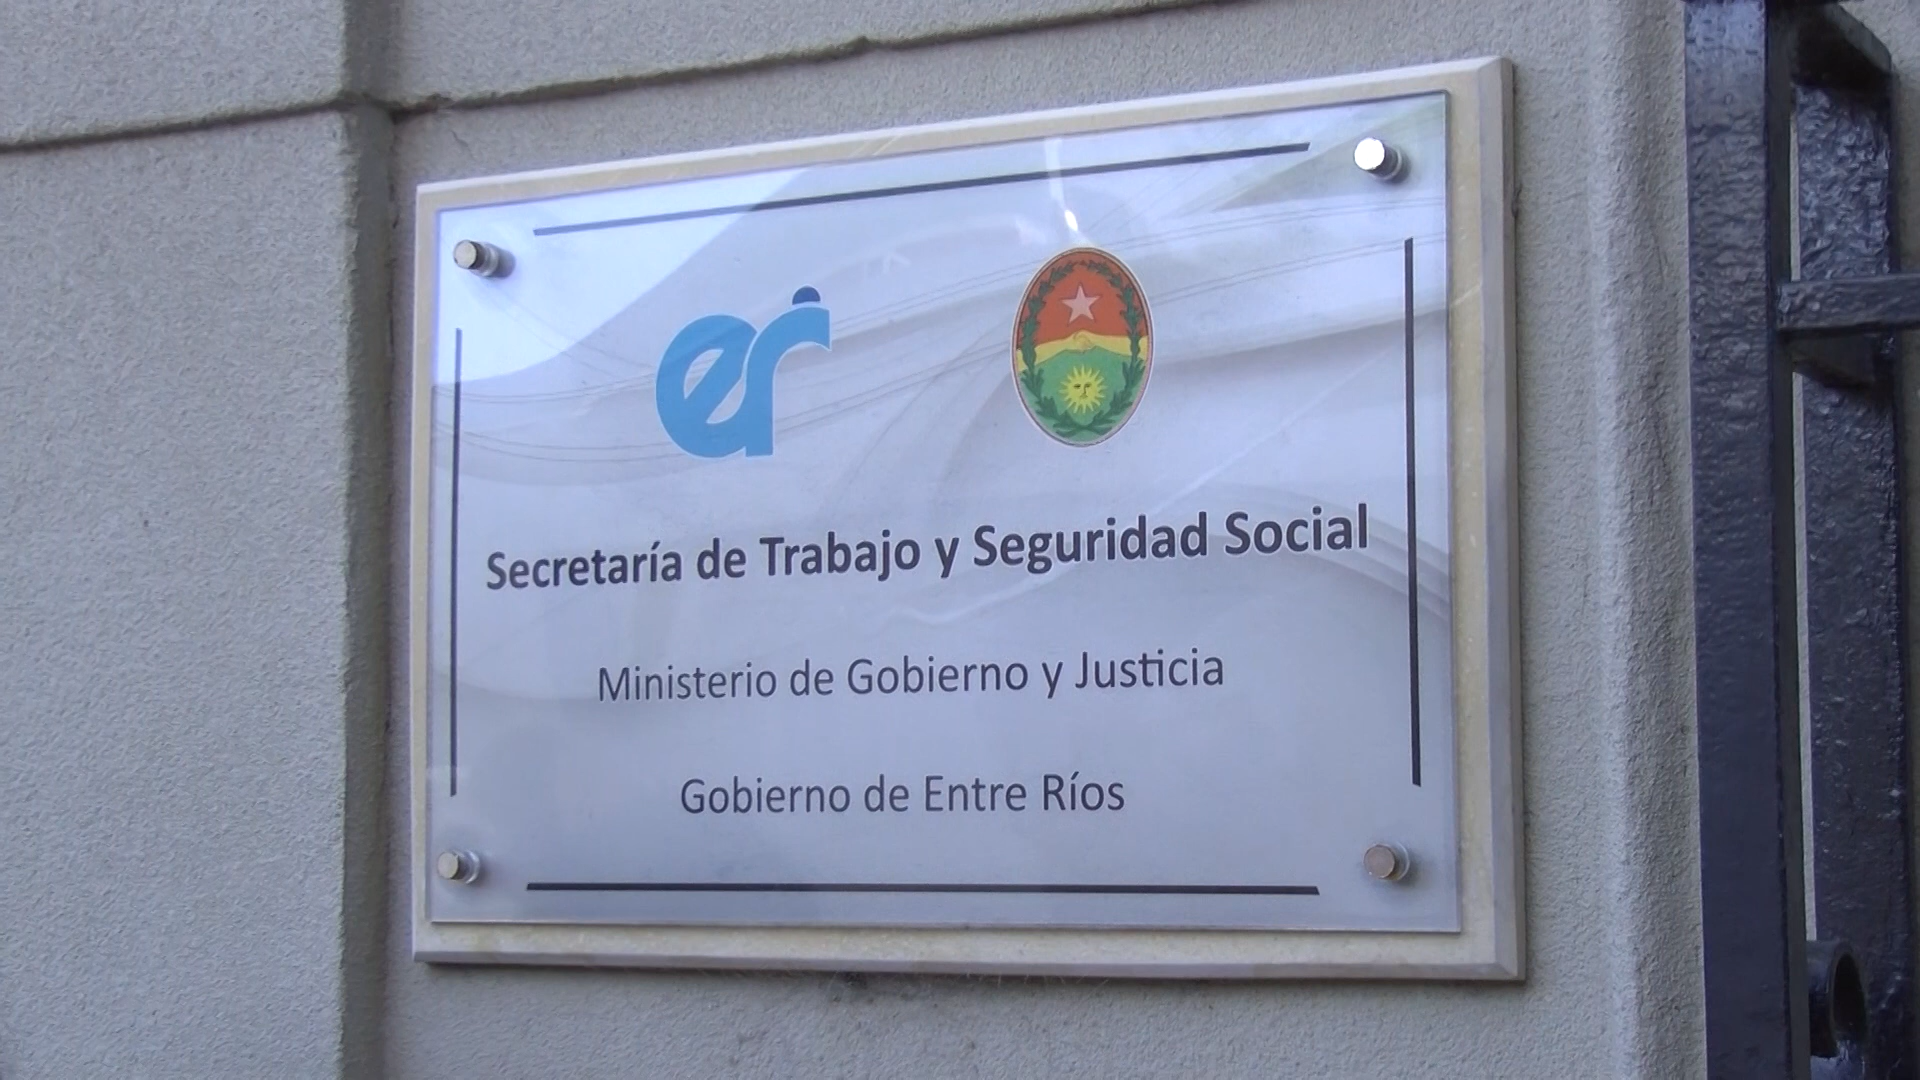 er
Secretaría de Trabajo y Seguridad Social
Ministerio de Gobierno y Justicia
Gobierno de Entre Ríos